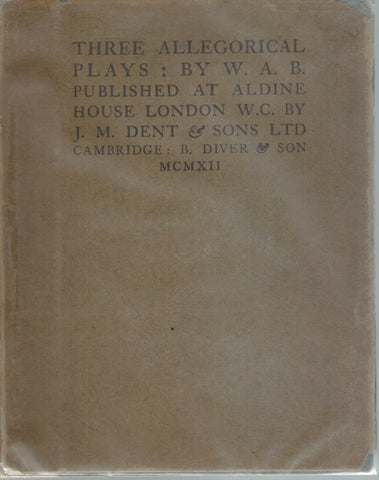 THREE ALLEGORICAL
PLAYS : BY W. A. B.
PUBLISHED AT ALDINE
HOUSE LONDON W.C. BY
J. M. DENT & SONS LTD
CAMBRIDGE: B. DIVER & SON
MCMXII